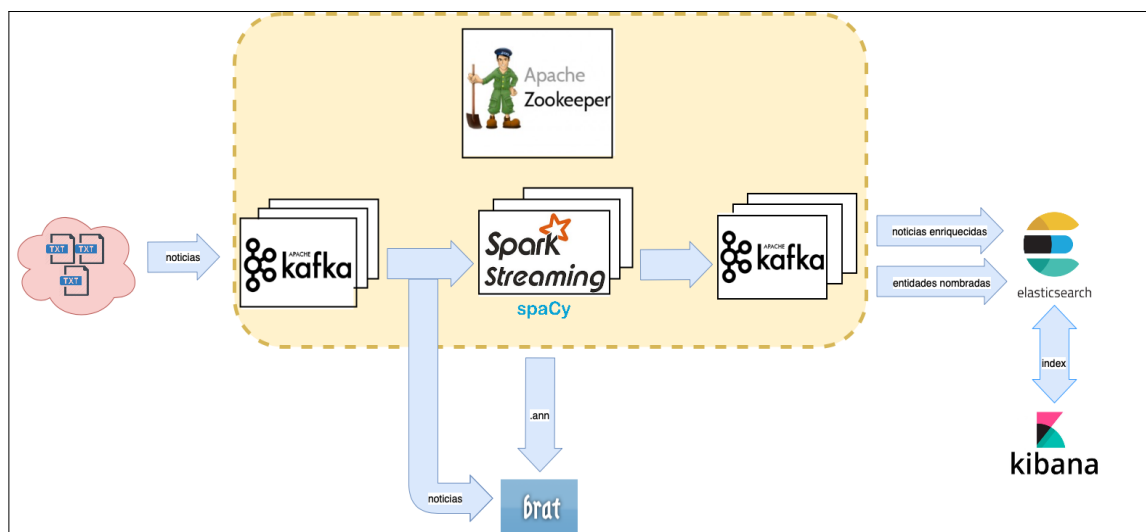 Apache
Zookeeper
TXT
TXT
TXT
noticias
APACHE
kafka
Spark
Streaming
spaCy
APACHE
kafka
noticias enriquecidas
entidades nombradas
elasticsearch
index
kibana
.ann
noticias
brat